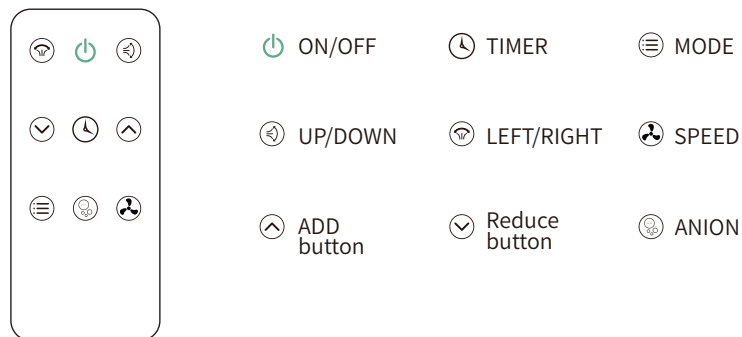 ON/OFF
TIMER
MODE
UP/DOWN
LEFT/RIGHT
SPEED
ADD
button
Reduce
button
ANION